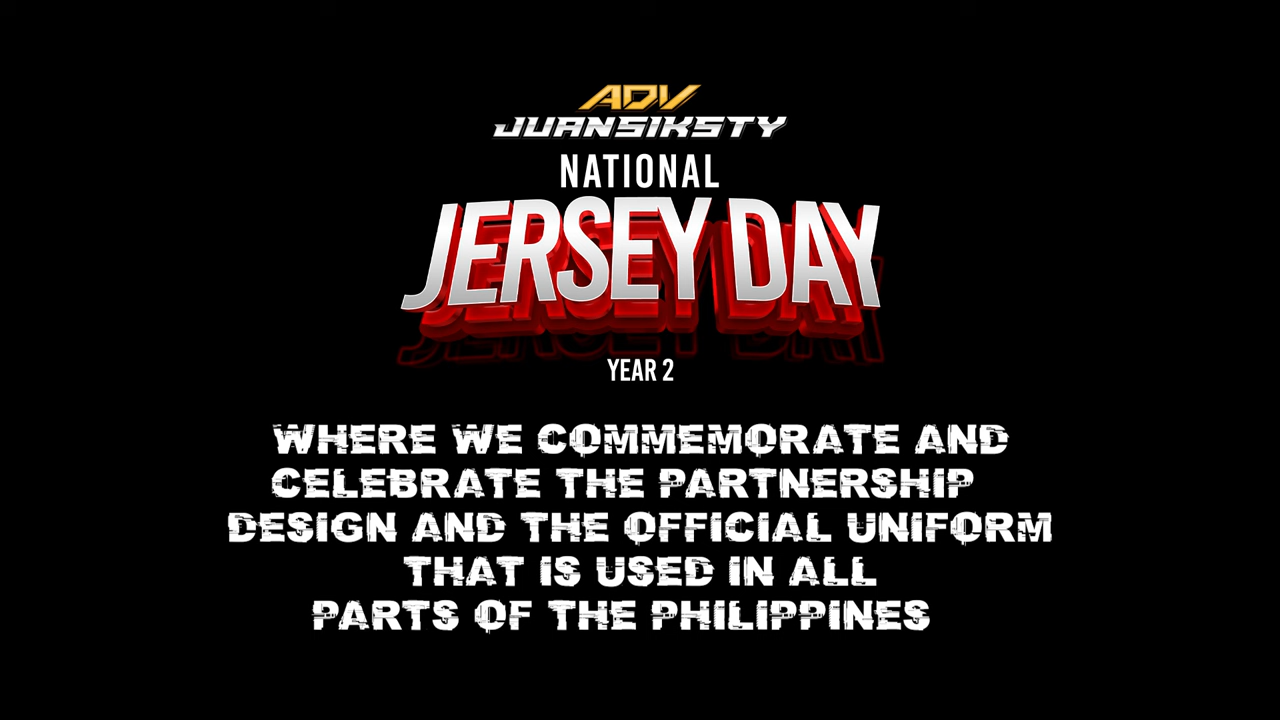 ADV
JUANSIKSTY
NATIONAL
JERSEY DAY
YEAR 2
WHERE WE COMMEMORATE AND
CELEBRATE THE PARTNERSHIP
DESIGN AND THE OFFICIAL UNIFORM
THAT IS USED IN ALL
PARTS OF THE PHILIPPINES